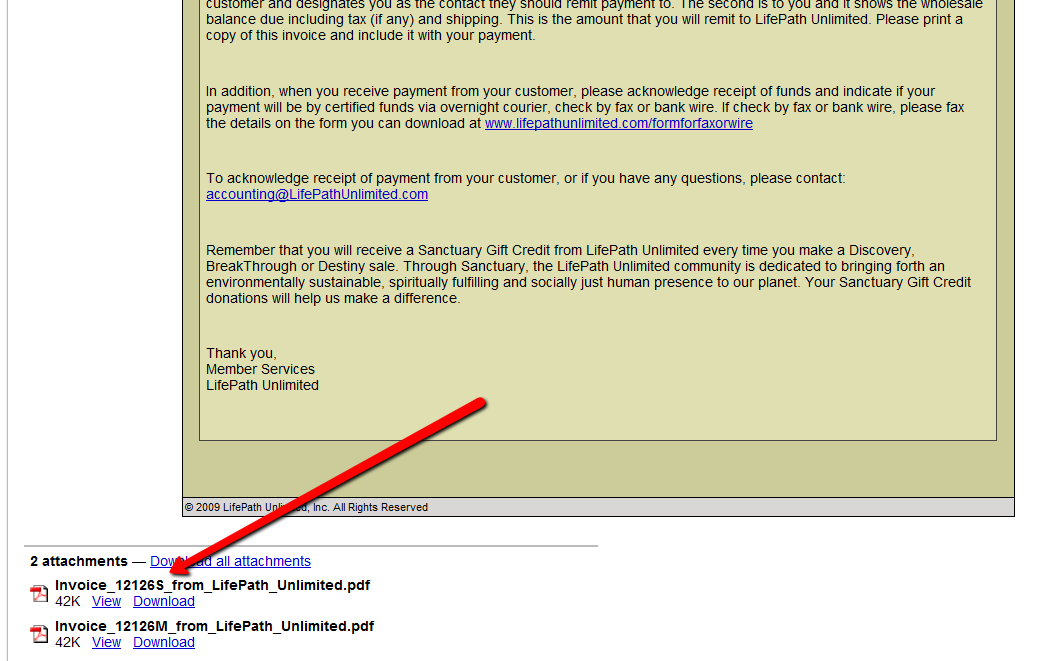 customer and designates you as the contact they should remit payment to. The second is to you and it shows the wholesale
balance due including tax (if any) and shipping. This is the amount that you will remit to LifePath Unlimited. Please print a
copy of this invoice and include it with your payment.
In addition, when you receive payment from your customer, please acknowledge receipt of funds and indicate if your
payment will be by certified funds via overnight courier, check by fax or bank wire. If check by fax or bank wire, please fax
the details on the form you can download at www.lifepathunlimited.com/formforfaxorwire
To acknowledge receipt of payment from your customer, or if you have any questions, please contact:
accounting@LifePathUnlimited.com
Remember that you will receive a Sanctuary Gift Credit from LifePath Unlimited every time you make a Discovery,
BreakThrough or Destiny sale. Through Sanctuary, the LifePath Unlimited community is dedicated to bringing forth an
environmentally sustainable, spiritually fulfilling and socially just human presence to our planet. Your Sanctuary Gift Credit
donations will help us make a difference.
Thank you,
Member Services
LifePath Unlimited
© 2009 LifePath Unlimited, Inc. All Rights Reserved
2 attachments — Download all attachments
Invoice_12126S_from_LifePath_Unlimited.pdf
42K View Download
Invoice_12126M_from_LifePath_Unlimited.pdf
42K View Download